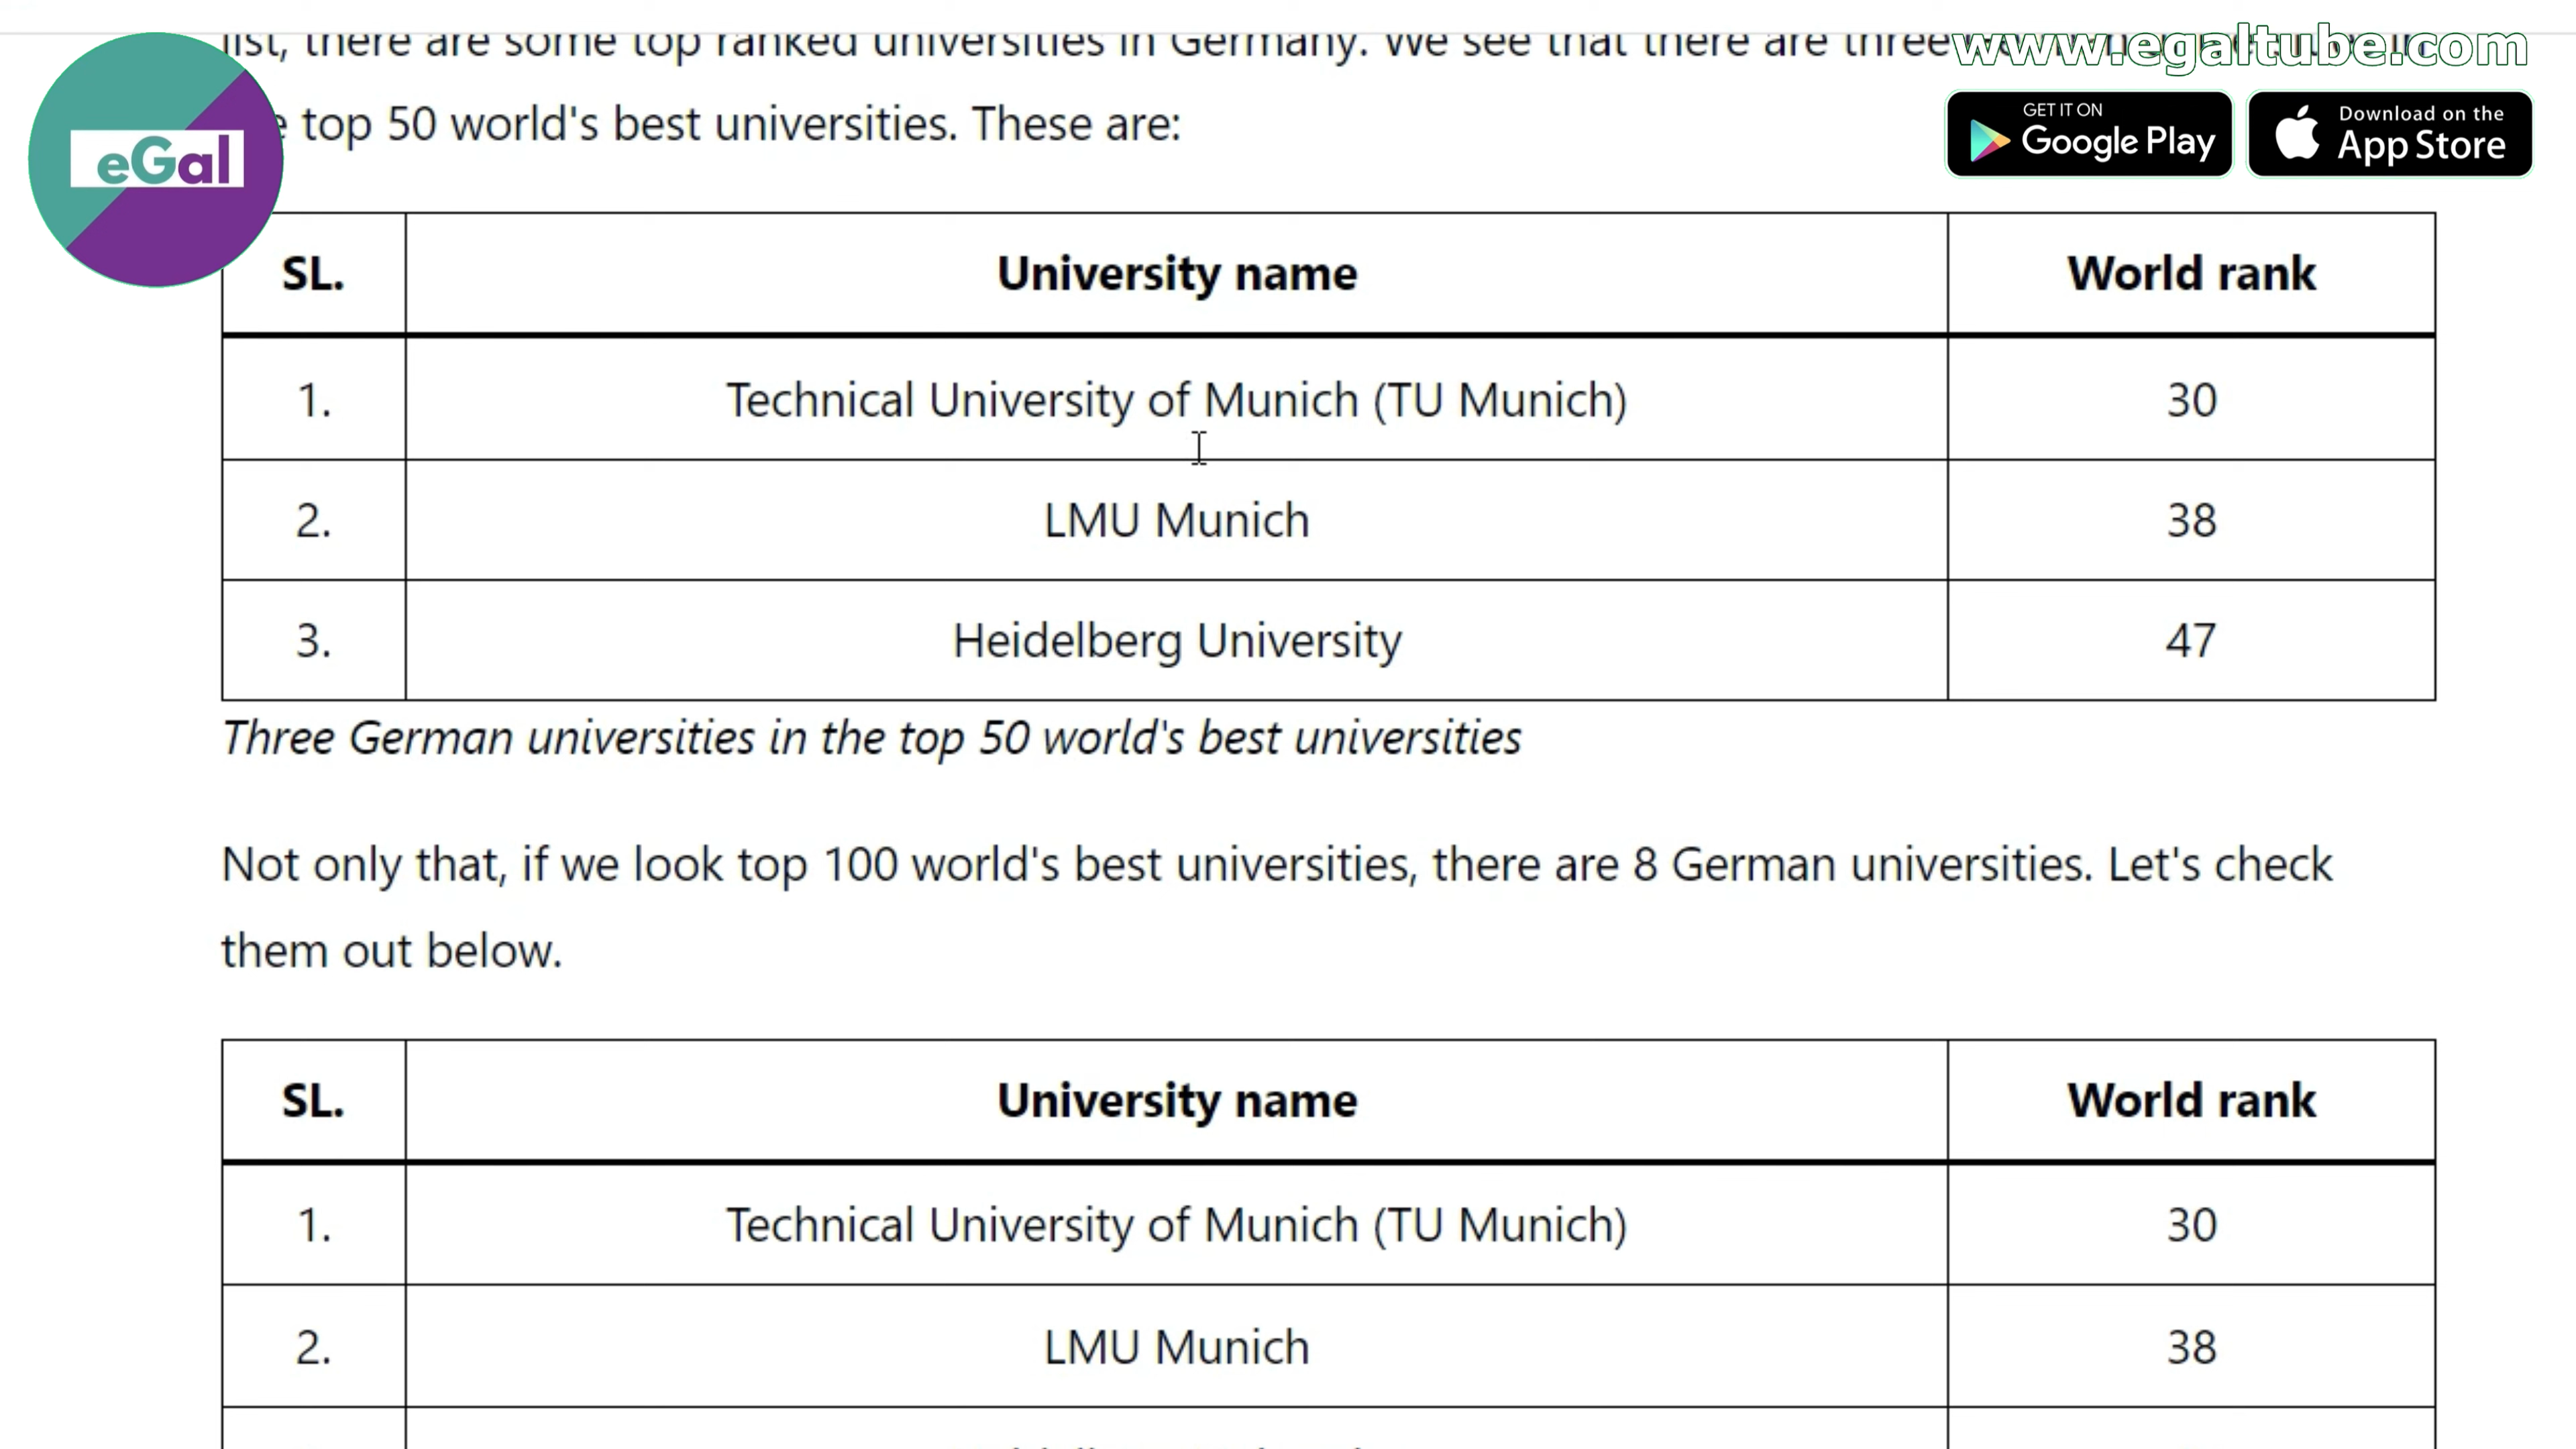 list, there are some top ranked universities in Germany. We see that there are three
www.egaltube.com
top 50 world's best universities. These are:
GET IT ON
Google Play
Download on the
App Store
eGal
SL. University name World rank
1. Technical University of Munich (TU Munich) 30
2. LMU Munich 38
3. Heidelberg University 47
Three German universities in the top 50 world's best universities
Not only that, if we look top 100 world's best universities, there are 8 German universities. Let's check
them out below.
SL. University name World rank
1. Technical University of Munich (TU Munich) 30
2. LMU Munich 38